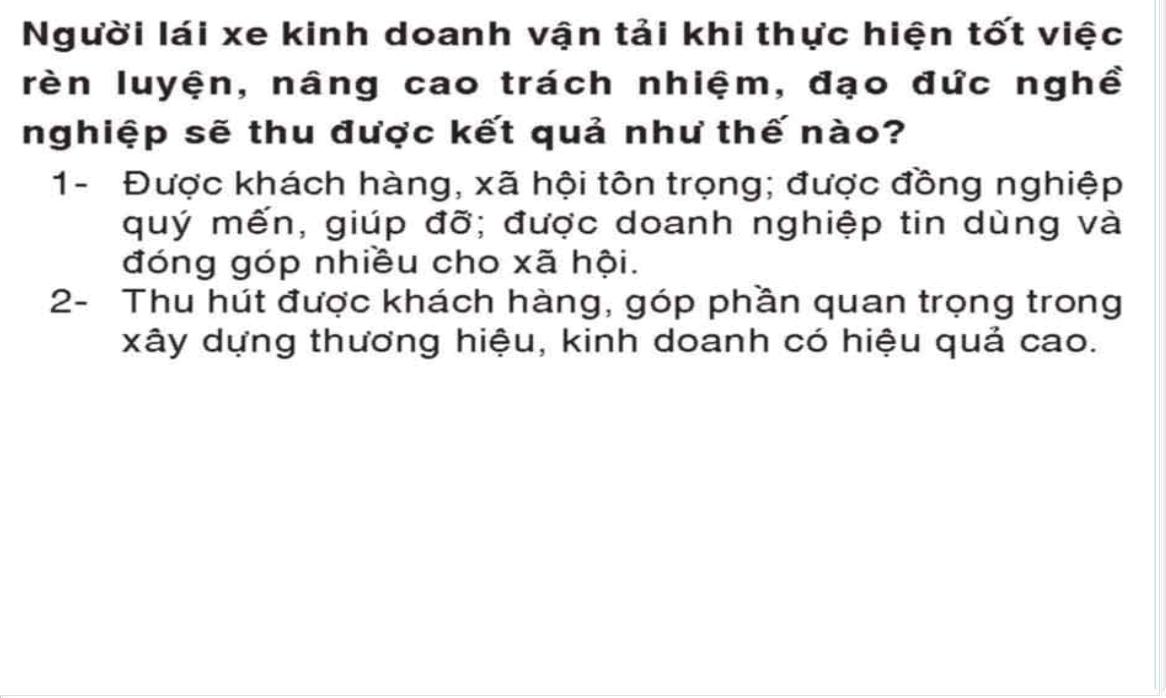 Người lái xe kinh doanh vận tải khi thực hiện tốt việc
rèn luyện, nâng cao trách nhiệm, đạo đức nghề
nghiệp sẽ thu được kết quả như thế nào?
1- Được khách hàng, xã hội tôn trọng; được đồng nghiệp
quý mến, giúp đỡ; được doanh nghiệp tin dùng và
đóng góp nhiều cho xã hội.
2- Thu hút được khách hàng, góp phần quan trọng trong
xây dựng thương hiệu, kinh doanh có hiệu quả cao.